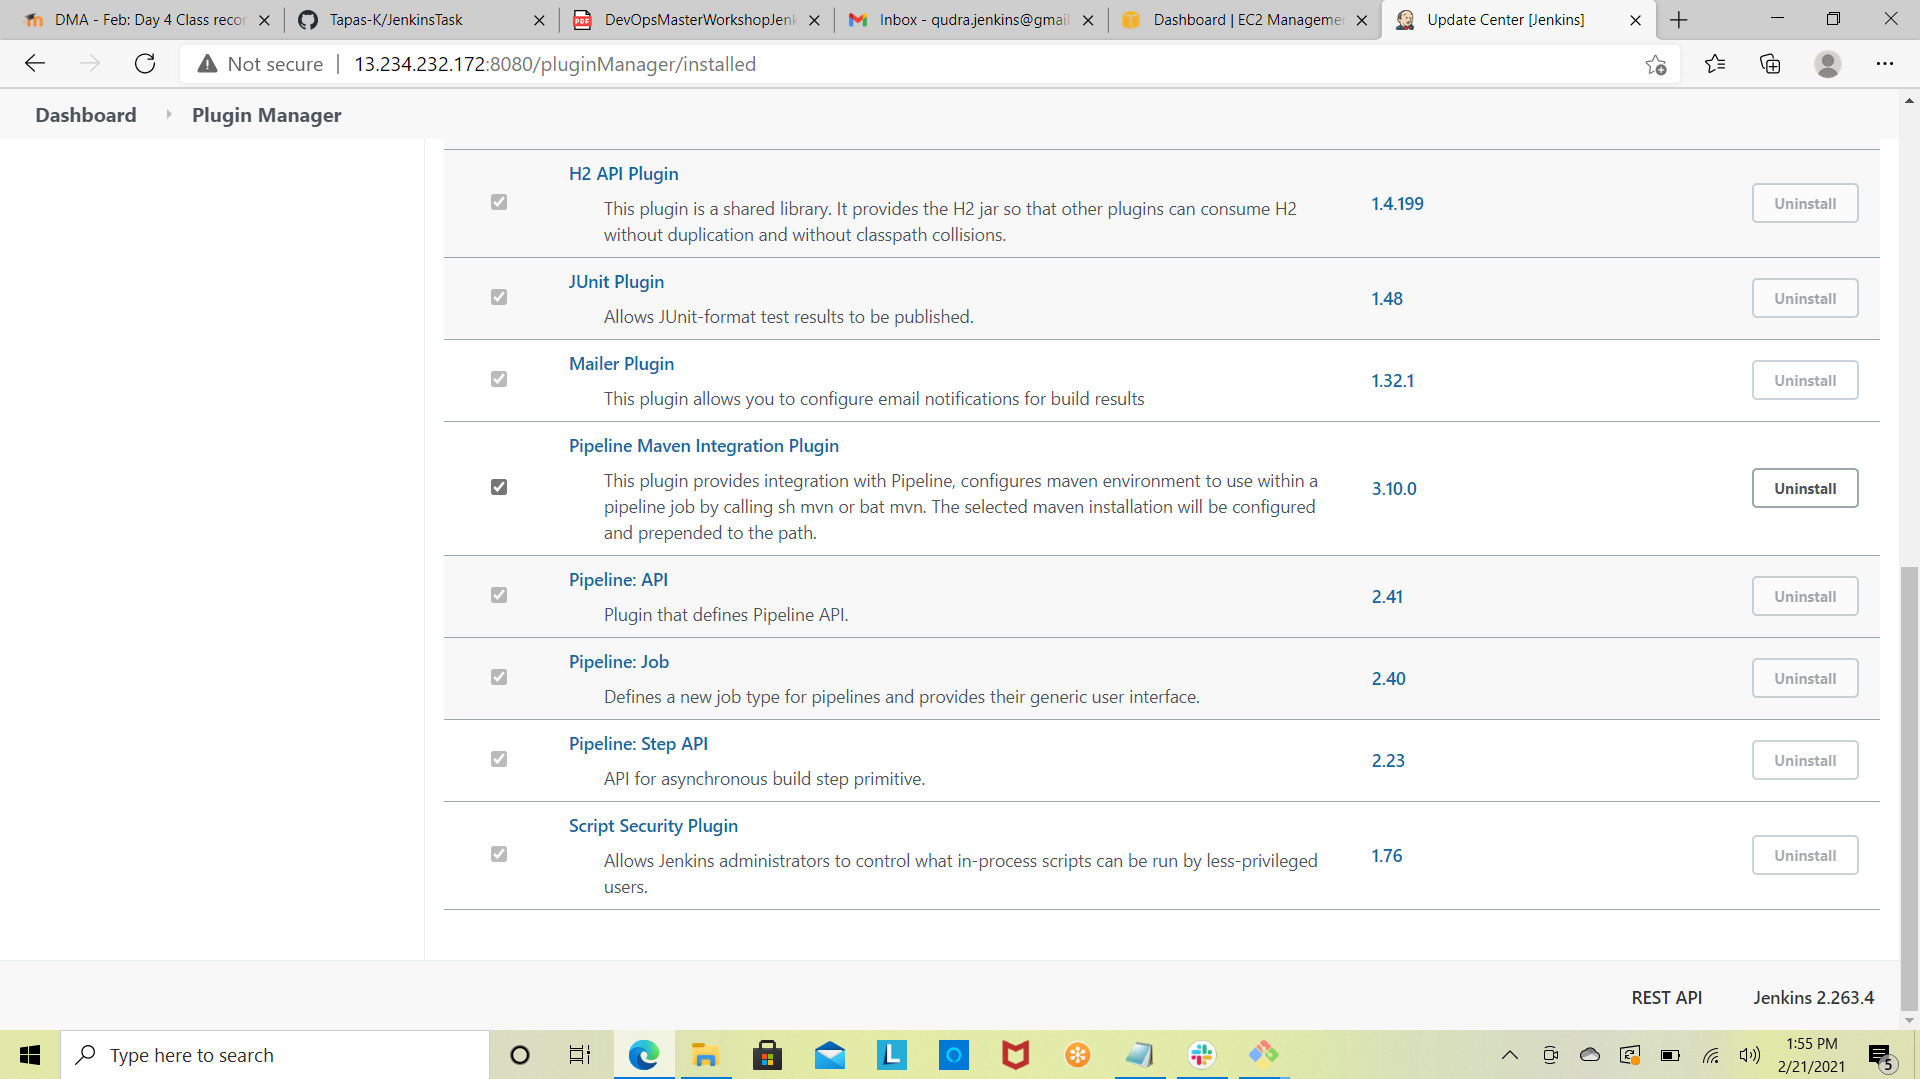 DMA - Feb: Day 4 Class recor
Tapas-K/JenkinsTask
PDF
DevOpsMasterWorkshopJenk
Inbox - qudra.jenkins@gmail
Dashboard | EC2 Manageme
Update Center [Jenkins]
Not secure | 13.234.232.172:8080/pluginManager/installed
Dashboard Plugin Manager
H2 API Plugin
This plugin is a shared library. It provides the H2 jar so that other plugins can consume H2
without duplication and without classpath collisions.
1.4.199
Uninstall
JUnit Plugin
Allows JUnit-format test results to be published.
1.48
Uninstall
Mailer Plugin
This plugin allows you to configure email notifications for build results
1.32.1
Uninstall
Pipeline Maven Integration Plugin
This plugin provides integration with Pipeline, configures maven environment to use within a
pipeline job by calling sh mvn or bat mvn. The selected maven installation will be configured
and prepended to the path.
3.10.0
Uninstall
Pipeline: API
Plugin that defines Pipeline API.
2.41
Uninstall
Pipeline: Job
Defines a new job type for pipelines and provides their generic user interface.
2.40
Uninstall
Pipeline: Step API
API for asynchronous build step primitive.
2.23
Uninstall
Script Security Plugin
Allows Jenkins administrators to control what in-process scripts can be run by less-privileged
users.
1.76
Uninstall
REST API
Jenkins 2.263.4
Type here to search
L
1:55 PM
2/21/2021
5